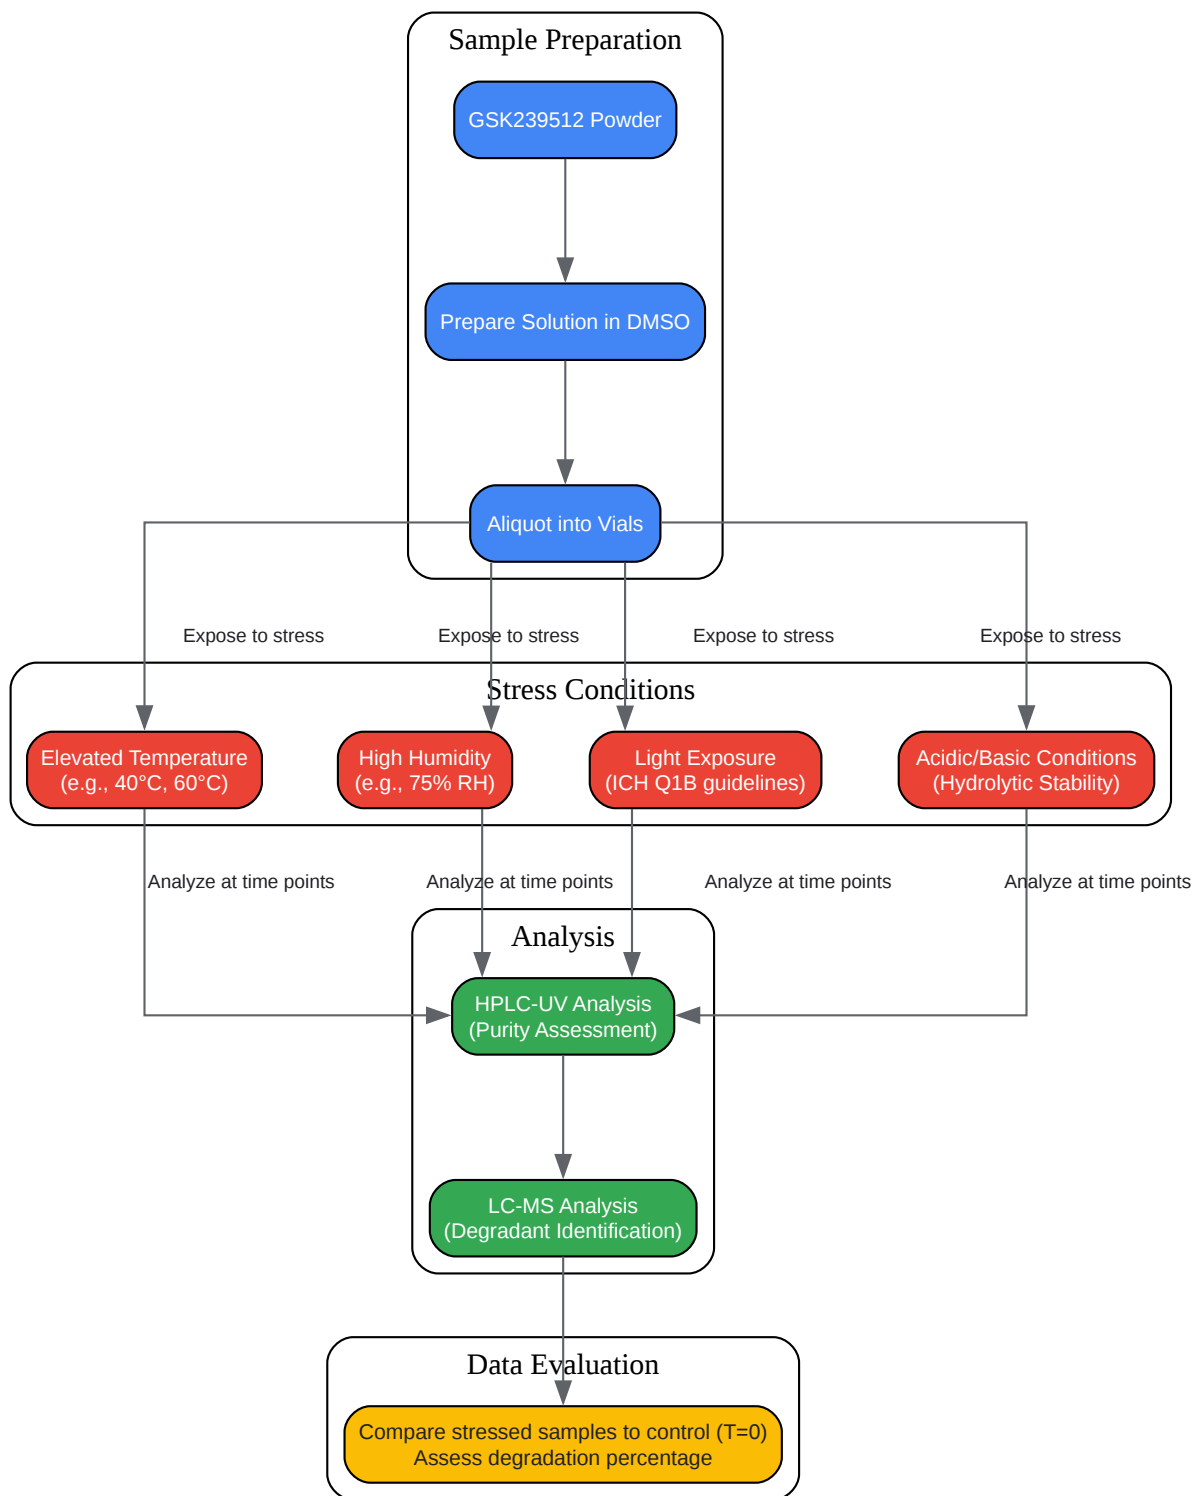 Sample Preparation
GSK239512 Powder
Prepare Solution in DMSO
Aliquot into Vials
Expose to stress
Expose to stress
Expose to stress
Expose to stress
Stress Conditions
Elevated Temperature
(e.g., 40°C, 60°C)
High Humidity
(e.g., 75% RH)
Light Exposure
(ICH Q1B guidelines)
Acidic/Basic Conditions
(Hydrolytic Stability)
Analyze at time points
Analyze at time points
Analyze at time points
Analyze at time points
Analysis
HPLC-UV Analysis
(Purity Assessment)
LC-MS Analysis
(Degradant Identification)
Data Evaluation
Compare stressed samples to control (T=0)
Assess degradation percentage